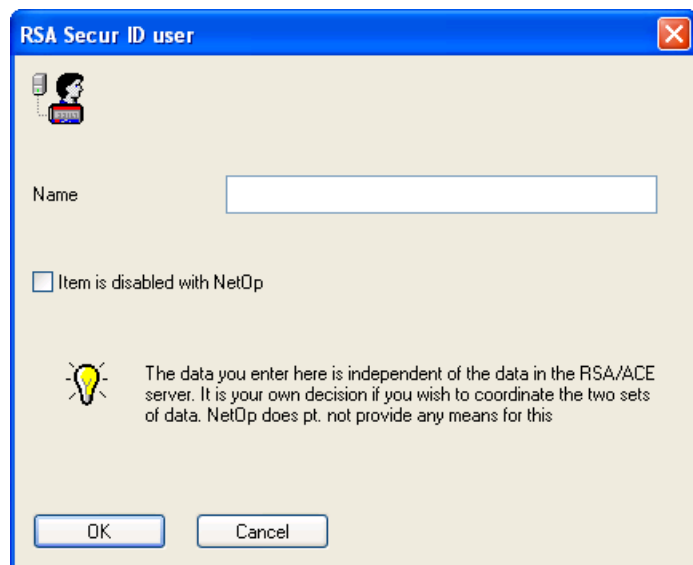 RSA Secur ID user
Name
Item is disabled with NetOp
The data you enter here is independent of the data in the RSA/ACE
server. It is your own decision if you wish to coordinate the two sets
of data. NetOp does pt. not provide any means for this
OK
Cancel